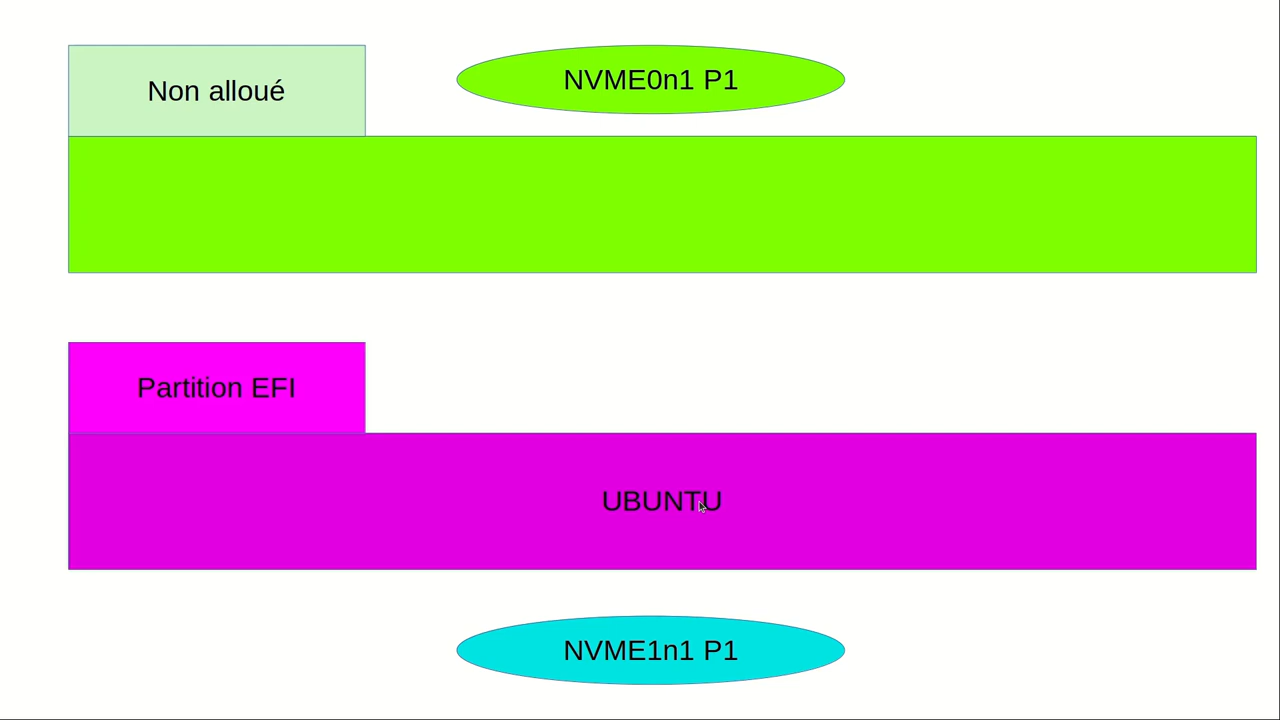 Non alloué
NVME0n1 P1
Partition EFI
UBUNTU
NVME1n1 P1